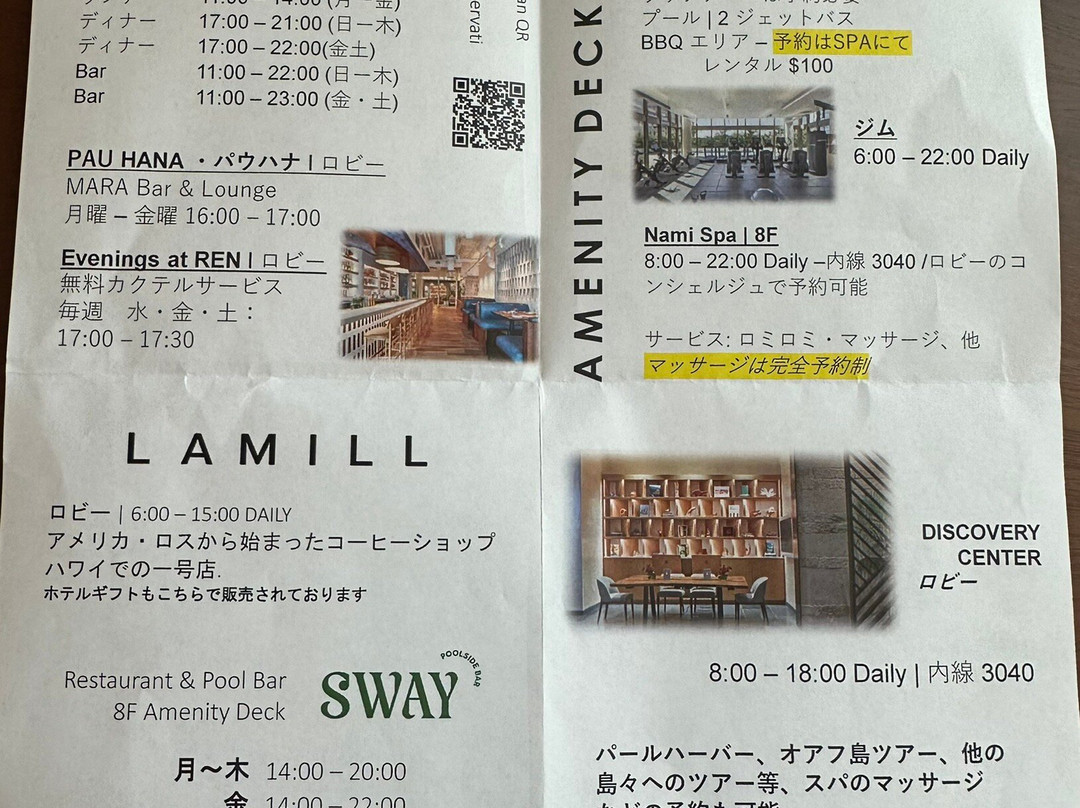 ディナー 17:00 – 21:00 (日ー木)
ディナー 17:00 – 22:00(金土)
Bar 11:00 – 22:00 (日ー木)
Bar 11:00 – 23:00 (金・土)
PAU HANA ・パウハナ | ロビー
MARA Bar & Lounge
月曜 – 金曜 16:00 – 17:00
Evenings at REN | ロビー
無料カクテルサービス
毎週 水・金・土：
17:00 - 17:30
LAMILL
ロビー | 6:00 – 15:00 DAILY
アメリカ・ロスから始まったコーヒーショップ
ハワイでの一号店.
ホテルギフトもこちらで販売されております
Restaurant & Pool Bar
8F Amenity Deck
SWAY
POOLSIDE BAR
月～木 14:00 – 20:00
金 14:00 – 22:00
AMENITY DECK
プール | 2 ジェットバス
BBQ エリア – 予約はSPAにて
レンタル $100
ジム
6:00 – 22:00 Daily
Nami Spa | 8F
8:00 – 22:00 Daily –内線 3040 /ロビーのコ
ンシェルジュで予約可能
サービス: ロミロミ・マッサージ、他
マッサージは完全予約制
DISCOVERY
CENTER
ロビー
8:00 – 18:00 Daily | 内線 3040
パールハーバー、オアフ島ツアー、他の
島々へのツアー等、スパのマッサージ